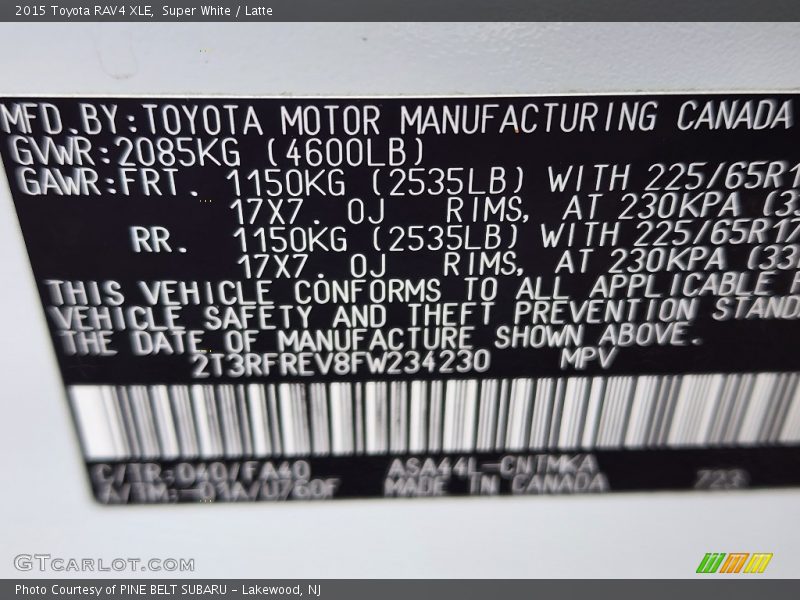 2015 Toyota RAV4 XLE,  Super White / Latte
MFD.BY:TOYOTA MOTOR MANUFACTURING CANADA
GVWR:2085KG (4600LB)
GAWR:FRT. 1150KG (2535LB) WITH 225/65R1
17X7. 0J RIMS, AT 230KPA (33
RR. 1150KG (2535LB) WITH 225/65R17
17X7. 0J RIMS, AT 230KPA (33
THIS VEHICLE CONFORMS TO ALL APPLICABLE F
VEHICLE SAFETY AND THEFT PREVENTION STANDA
THE DATE OF MANUFACTURE SHOWN ABOVE.
2T3RFREV8FW234230 MPV
C/TR:040/FA40 ASA44L-CNTMKA
A/TM:-01A/U760F MADE IN CANADA 723
GTCARLOT.COM
Photo Courtesy of PINE BELT SUBARU - Lakewood, NJ